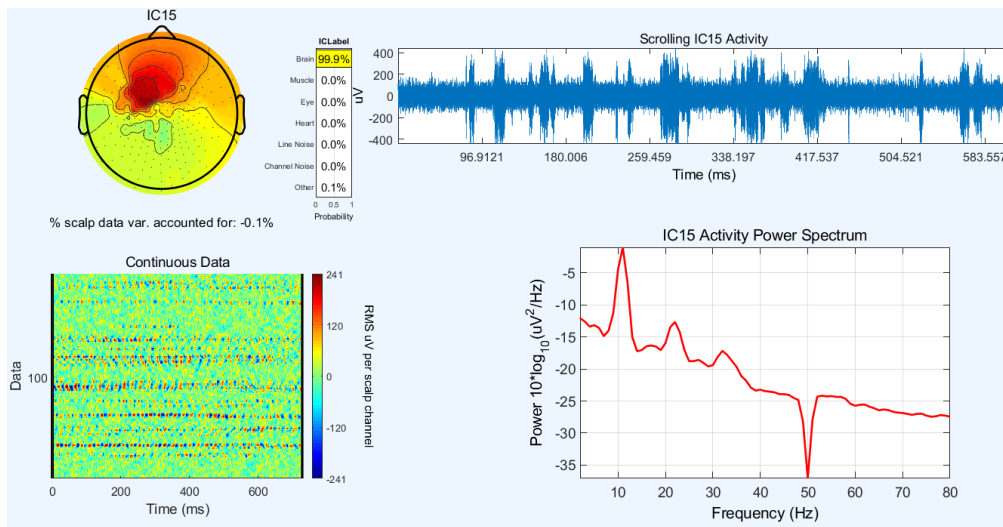 IC15
ICLabel
Brain 99.9%
Muscle 0.0%
Eye 0.0%
Heart 0.0%
Line Noise 0.0%
Channel Noise 0.0%
Other 0.1%
0 0.5 1
Probability
% scalp data var. accounted for: -0.1%
Scrolling IC15 Activity
400
200
0
-200
-400
uV
96.9121 180.006 259.459 338.197 417.537 504.521 583.557
Time (ms)
Continuous Data
Data
100
0 200 400 600
Time (ms)
241
120
0
-120
-241
RMS uV per scalp channel
IC15 Activity Power Spectrum
Power 10*log10(uV2/Hz)
-5
-10
-15
-20
-25
-30
-35
10 20 30 40 50 60 70 80
Frequency (Hz)